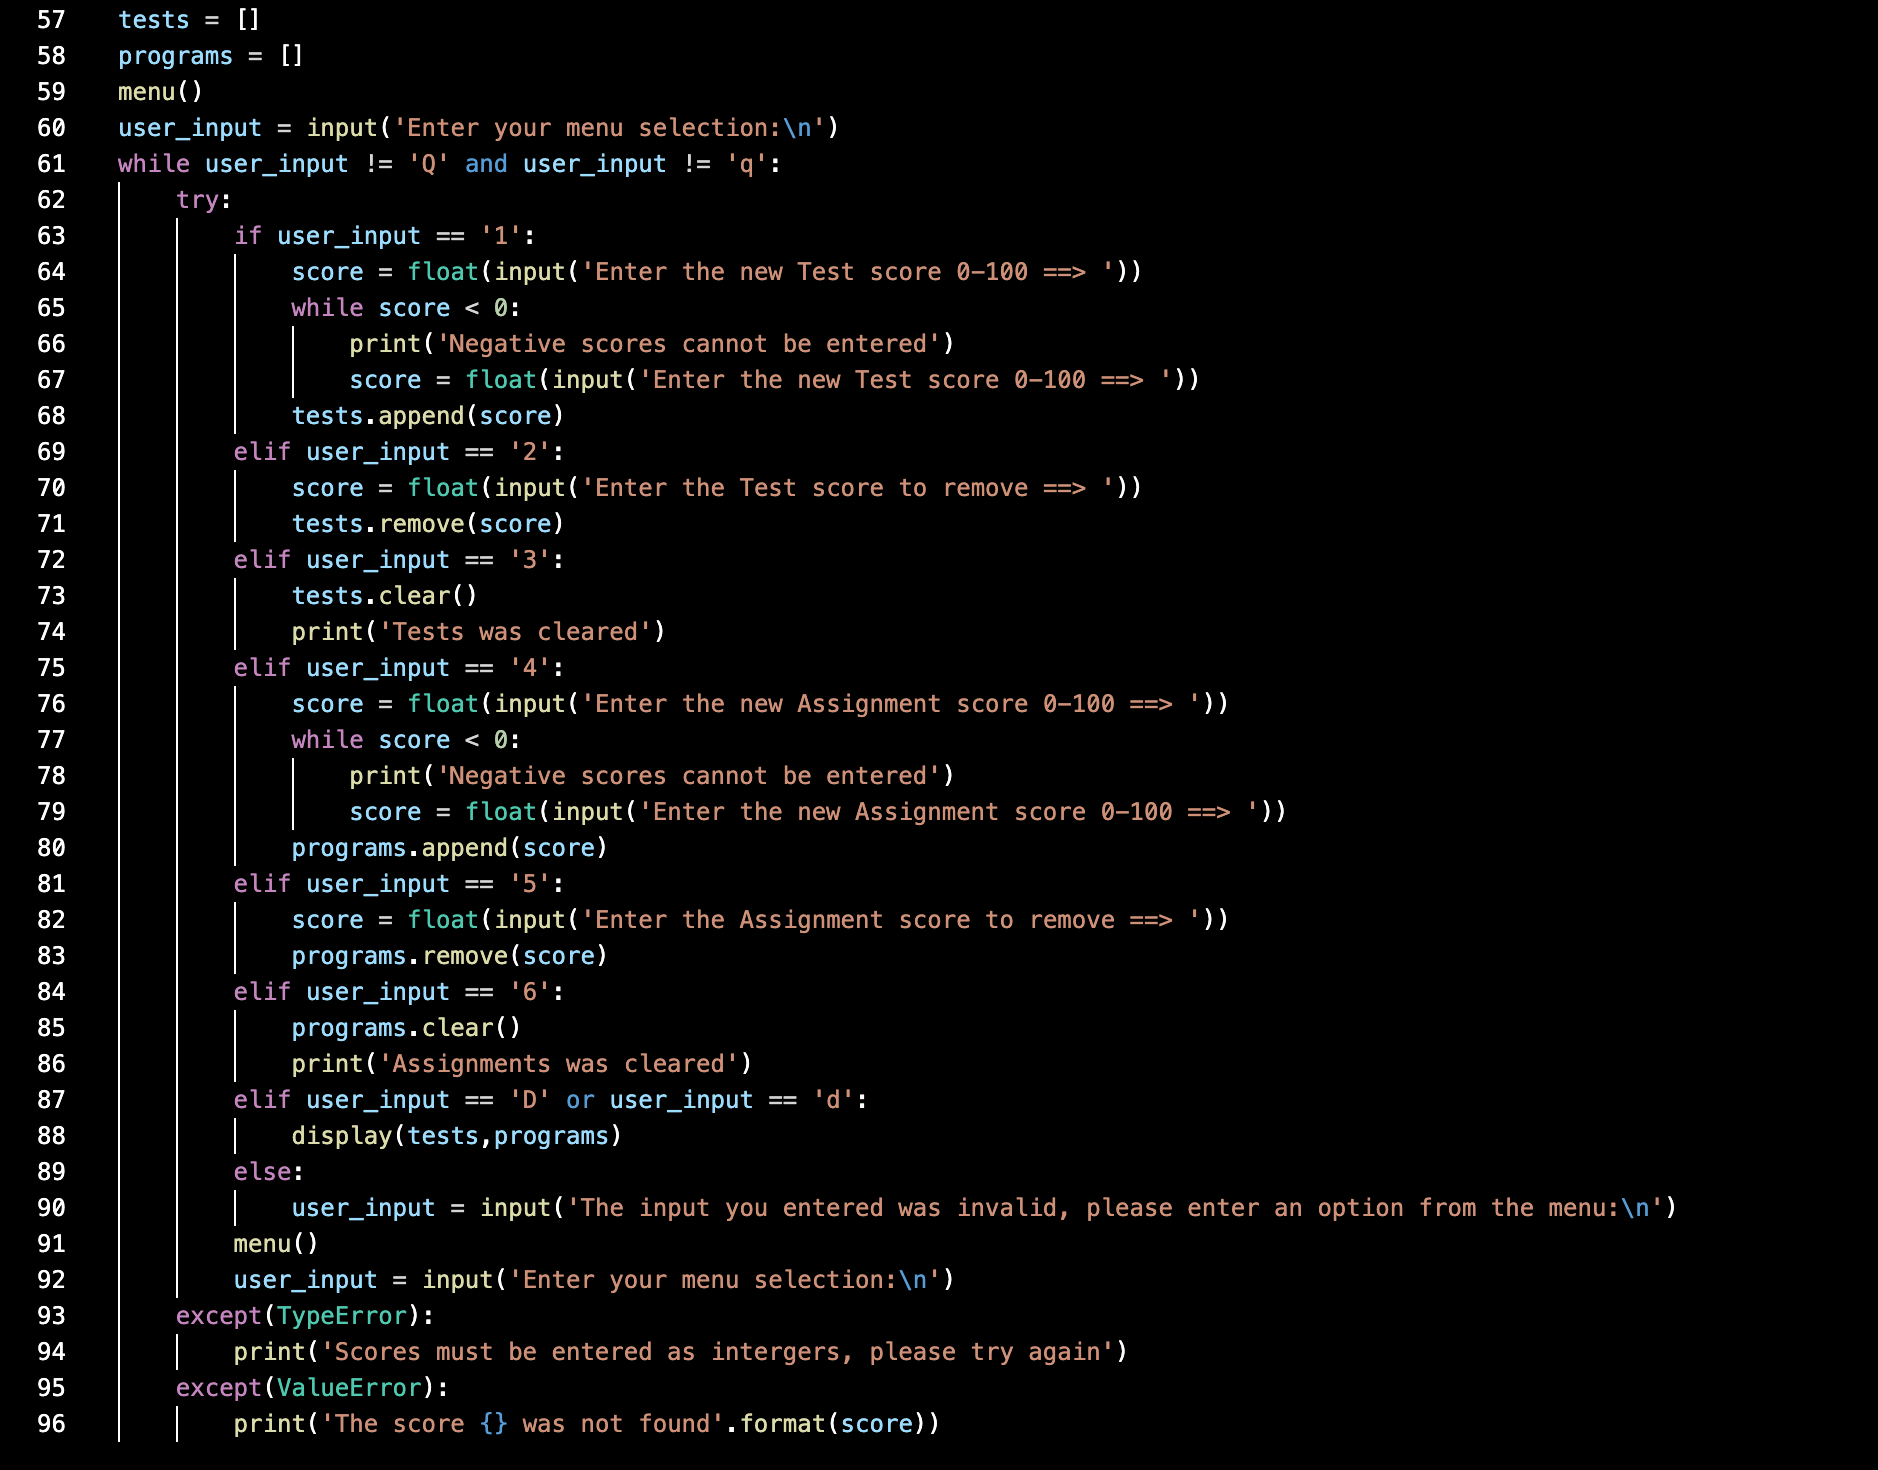 57 tests = []
58 programs = []
59 menu()
60 user_input = input('Enter your menu selection:\n')
61 while user_input != 'Q' and user_input != 'q':
62     try:
63         if user_input == '1':
64             score = float(input('Enter the new Test score 0-100 ==> '))
65             while score < 0:
66                 print('Negative scores cannot be entered')
67                 score = float(input('Enter the new Test score 0-100 ==> '))
68             tests.append(score)
69         elif user_input == '2':
70             score = float(input('Enter the Test score to remove ==> '))
71             tests.remove(score)
72         elif user_input == '3':
73             tests.clear()
74             print('Tests was cleared')
75         elif user_input == '4':
76             score = float(input('Enter the new Assignment score 0-100 ==> '))
77             while score < 0:
78                 print('Negative scores cannot be entered')
79                 score = float(input('Enter the new Assignment score 0-100 ==> '))
80             programs.append(score)
81         elif user_input == '5':
82             score = float(input('Enter the Assignment score to remove ==> '))
83             programs.remove(score)
84         elif user_input == '6':
85             programs.clear()
86             print('Assignments was cleared')
87         elif user_input == 'D' or user_input == 'd':
88             display(tests,programs)
89         else:
90             user_input = input('The input you entered was invalid, please enter an option from the menu:\n')
91         menu()
92         user_input = input('Enter your menu selection:\n')
93     except(TypeError):
94         print('Scores must be entered as intergers, please try again')
95     except(ValueError):
96         print('The score {} was not found'.format(score))